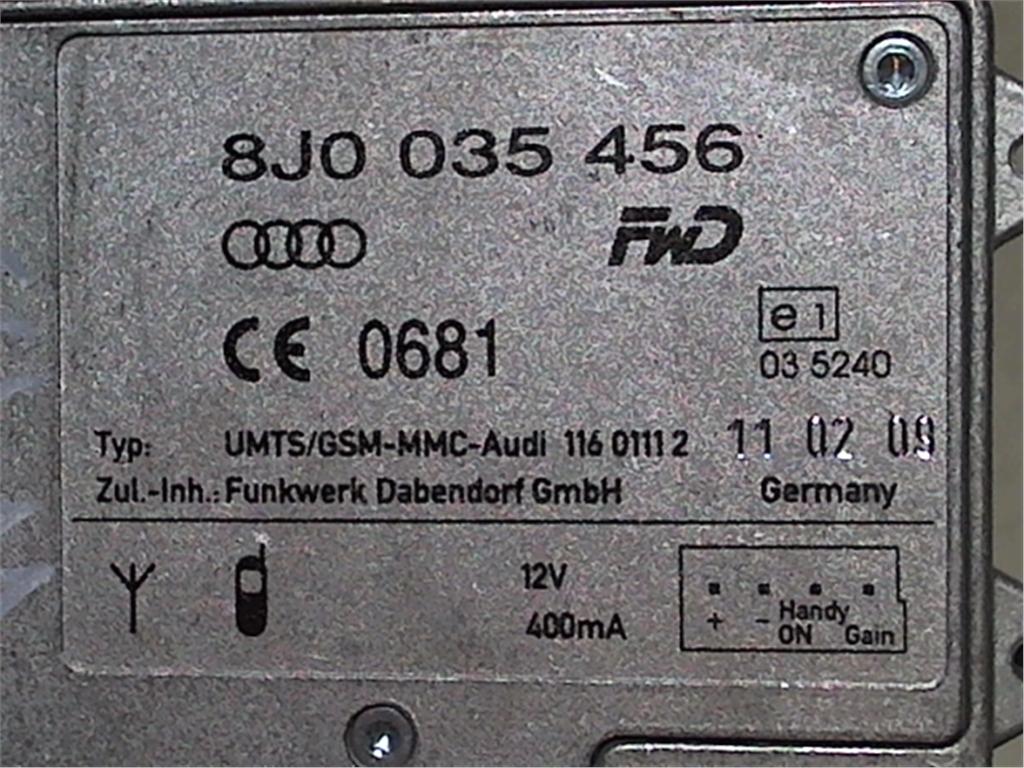 8J0 035 456
FWD
CE 0681
e 1
03 5240
Typ: UMTS/GSM-MMC-Audi 116 0111 2 11 02 09
Zul.-Inh.: Funkwerk Dabendorf GmbH Germany
12V
400mA
+ - Handy ON Gain